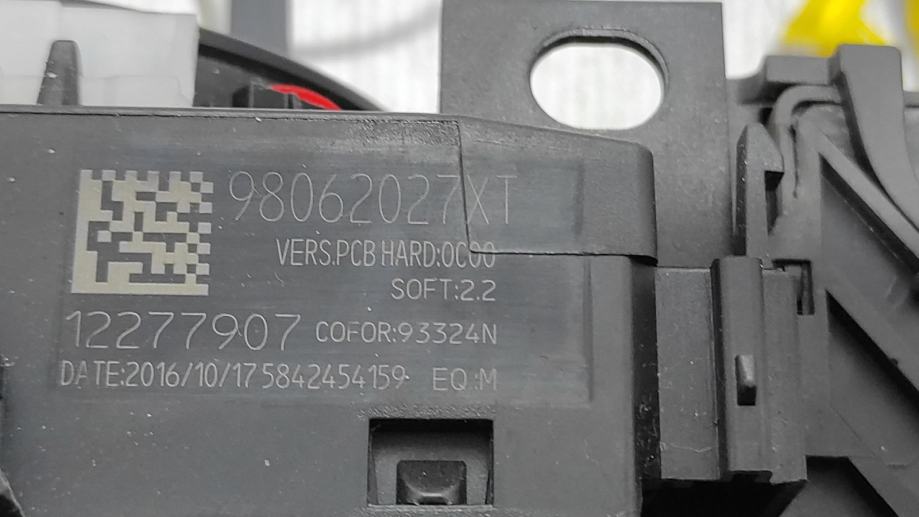 98062027XT
VERS.PCB HARD:0C00
SOFT:2.2
12277907 COFOR:93324N
DATE:2016/10/17 5842454159 EQ:M